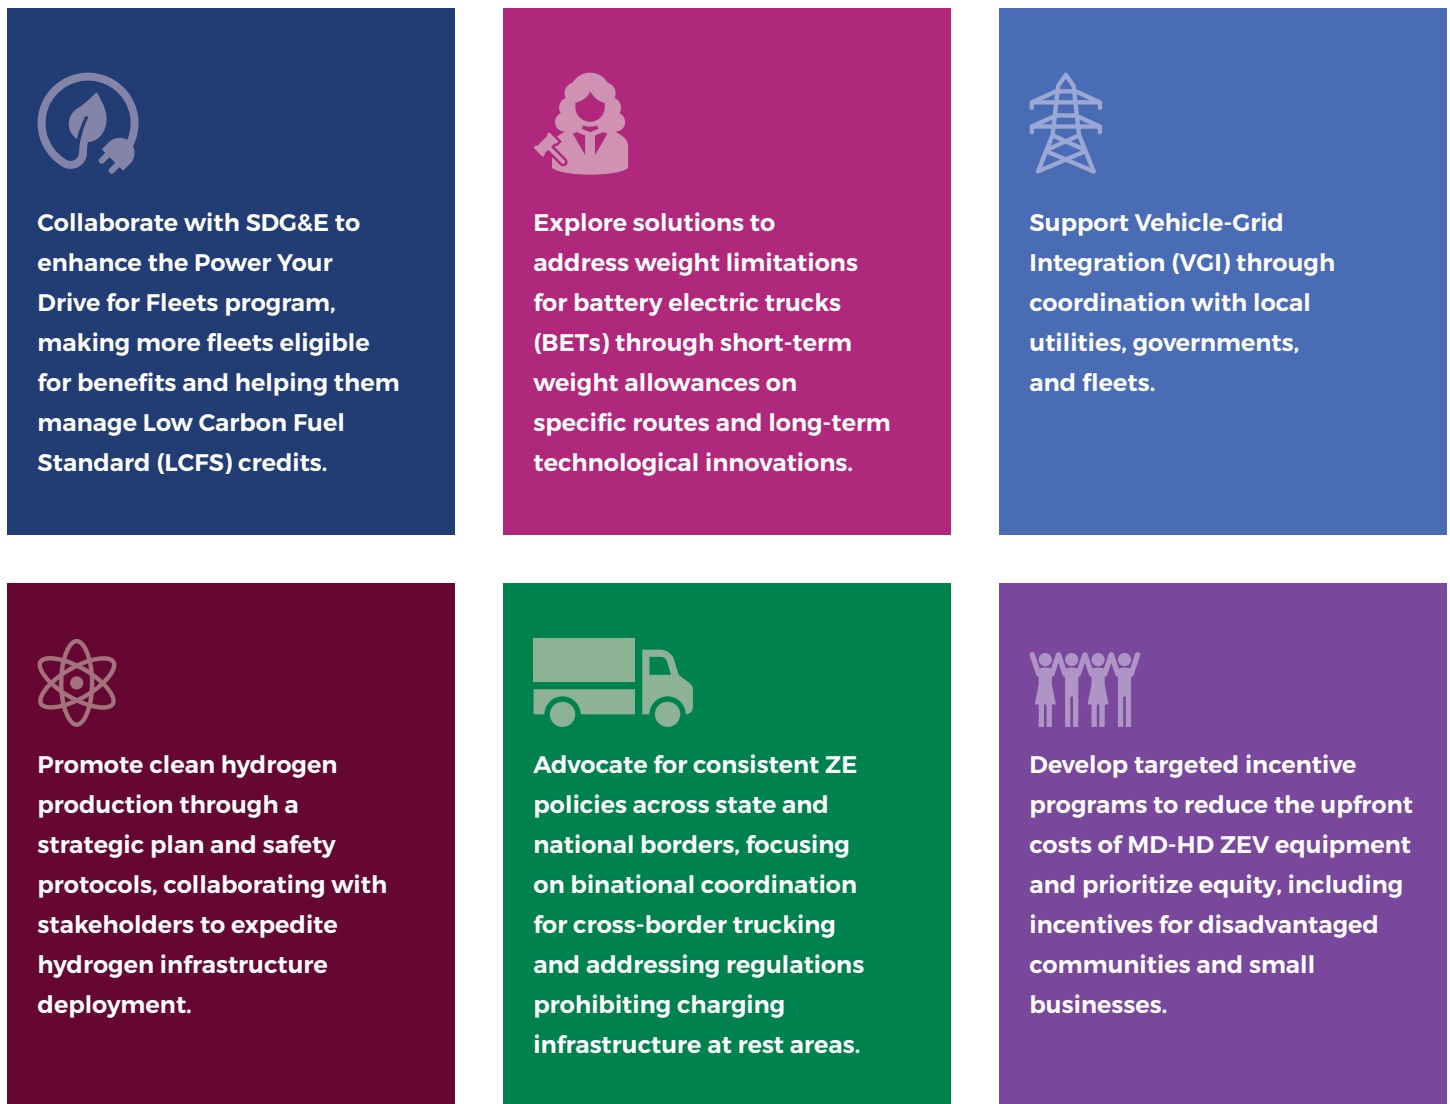 Collaborate with SDG&E to
enhance the Power Your
Drive for Fleets program,
making more fleets eligible
for benefits and helping them
manage Low Carbon Fuel
Standard (LCFS) credits.
Explore solutions to
address weight limitations
for battery electric trucks
(BETs) through short-term
weight allowances on
specific routes and long-term
technological innovations.
Support Vehicle-Grid
Integration (VGI) through
coordination with local
utilities, governments,
and fleets.
Promote clean hydrogen
production through a
strategic plan and safety
protocols, collaborating with
stakeholders to expedite
hydrogen infrastructure
deployment.
Advocate for consistent ZE
policies across state and
national borders, focusing
on binational coordination
for cross-border trucking
and addressing regulations
prohibiting charging
infrastructure at rest areas.
Develop targeted incentive
programs to reduce the upfront
costs of MD-HD ZEV equipment
and prioritize equity, including
incentives for disadvantaged
communities and small
businesses.